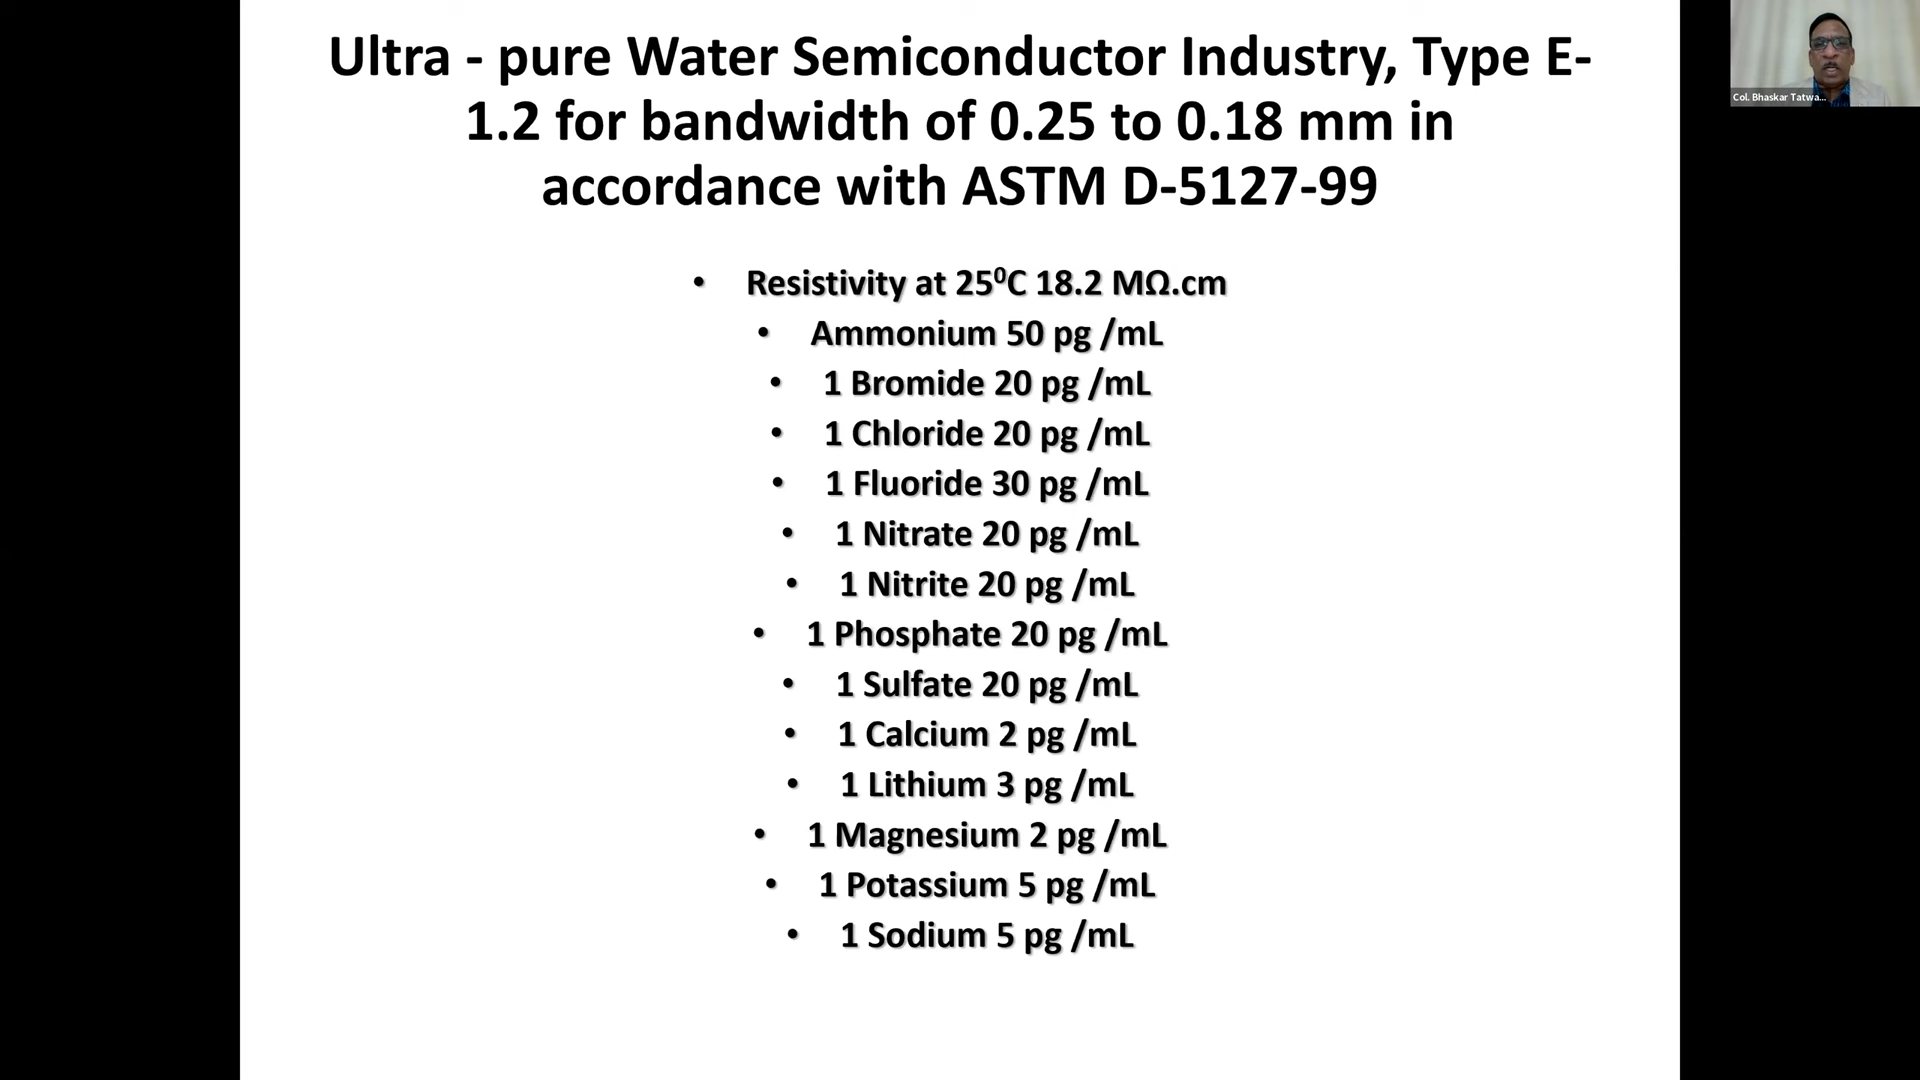 Ultra - pure Water Semiconductor Industry, Type E-
1.2 for bandwidth of 0.25 to 0.18 mm in
accordance with ASTM D-5127-99
Col. Bhaskar Tatwa...
• Resistivity at 25⁰C 18.2 MΩ.cm
• Ammonium 50 pg /mL
• 1 Bromide 20 pg /mL
• 1 Chloride 20 pg /mL
• 1 Fluoride 30 pg /mL
• 1 Nitrate 20 pg /mL
• 1 Nitrite 20 pg /mL
• 1 Phosphate 20 pg /mL
• 1 Sulfate 20 pg /mL
• 1 Calcium 2 pg /mL
• 1 Lithium 3 pg /mL
• 1 Magnesium 2 pg /mL
• 1 Potassium 5 pg /mL
• 1 Sodium 5 pg /mL